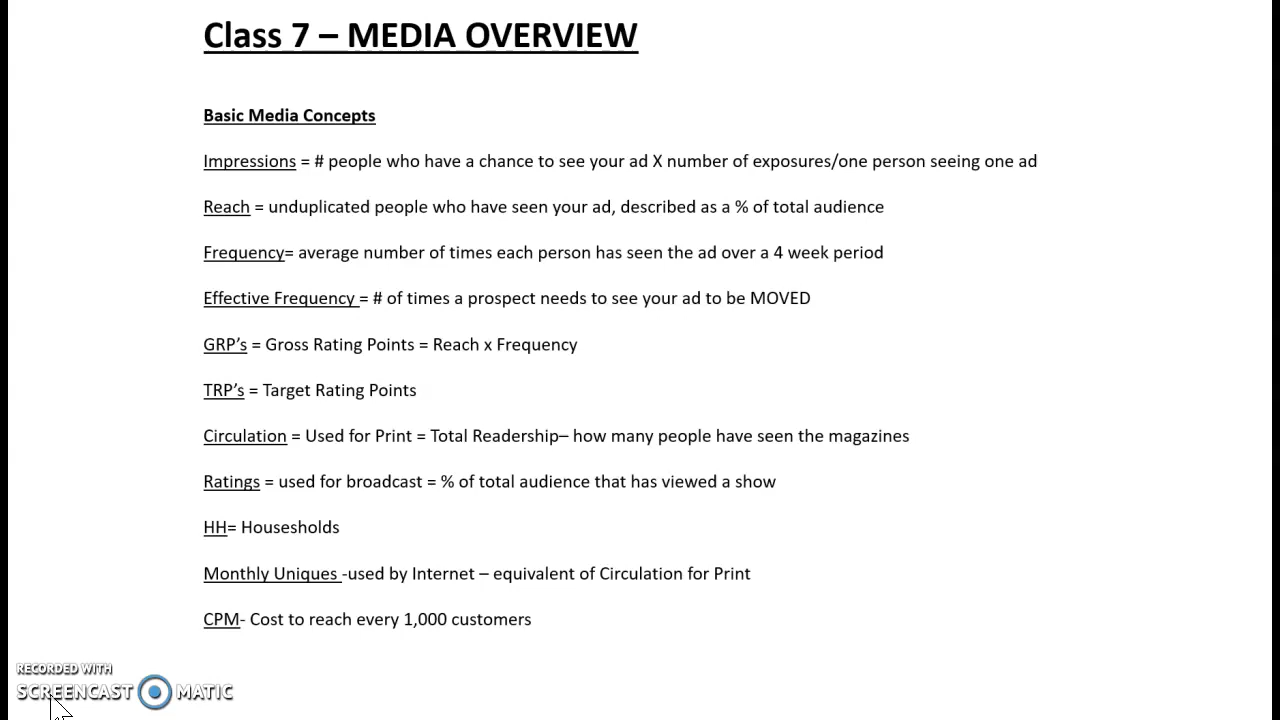 Class 7 – MEDIA OVERVIEW
Basic Media Concepts
Impressions = # people who have a chance to see your ad X number of exposures/one person seeing one ad
Reach = unduplicated people who have seen your ad, described as a % of total audience
Frequency= average number of times each person has seen the ad over a 4 week period
Effective Frequency = # of times a prospect needs to see your ad to be MOVED
GRP’s = Gross Rating Points = Reach x Frequency
TRP’s = Target Rating Points
Circulation = Used for Print = Total Readership– how many people have seen the magazines
Ratings = used for broadcast = % of total audience that has viewed a show
HH= Housesholds
Monthly Uniques -used by Internet – equivalent of Circulation for Print
CPM- Cost to reach every 1,000 customers
RECORDED WITH
SCREENCAST MATIC